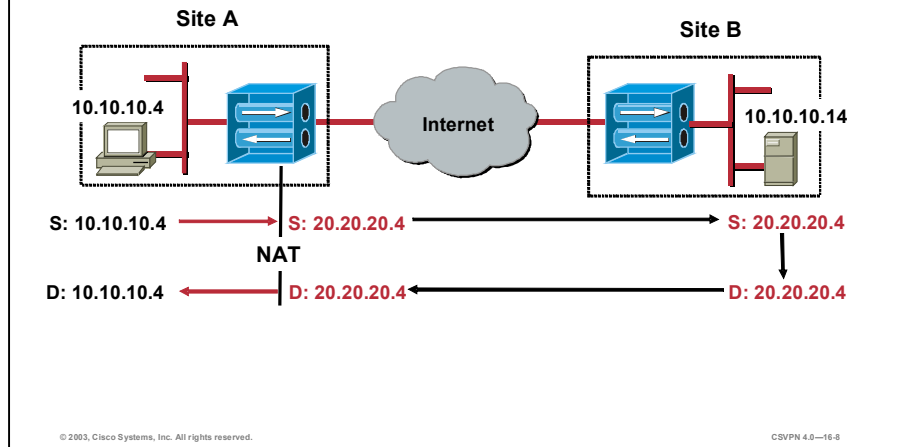 Site A
Site B
10.10.10.4
Internet
10.10.10.14
S: 10.10.10.4 S: 20.20.20.4 S: 20.20.20.4
NAT
D: 10.10.10.4 D: 20.20.20.4 D: 20.20.20.4
© 2003, Cisco Systems, Inc. All rights reserved. CSVPN 4.0—16-8